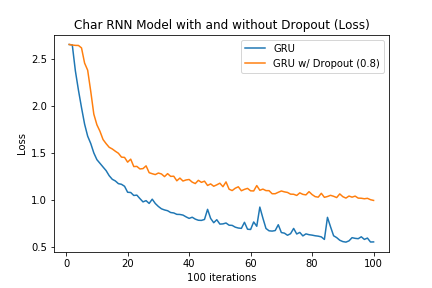 Char RNN Model with and without Dropout (Loss)
GRU
GRU w/ Dropout (0.8)
2.5
2.0
1.5
1.0
0.5
Loss
0
20
40
60
80
100
100 iterations